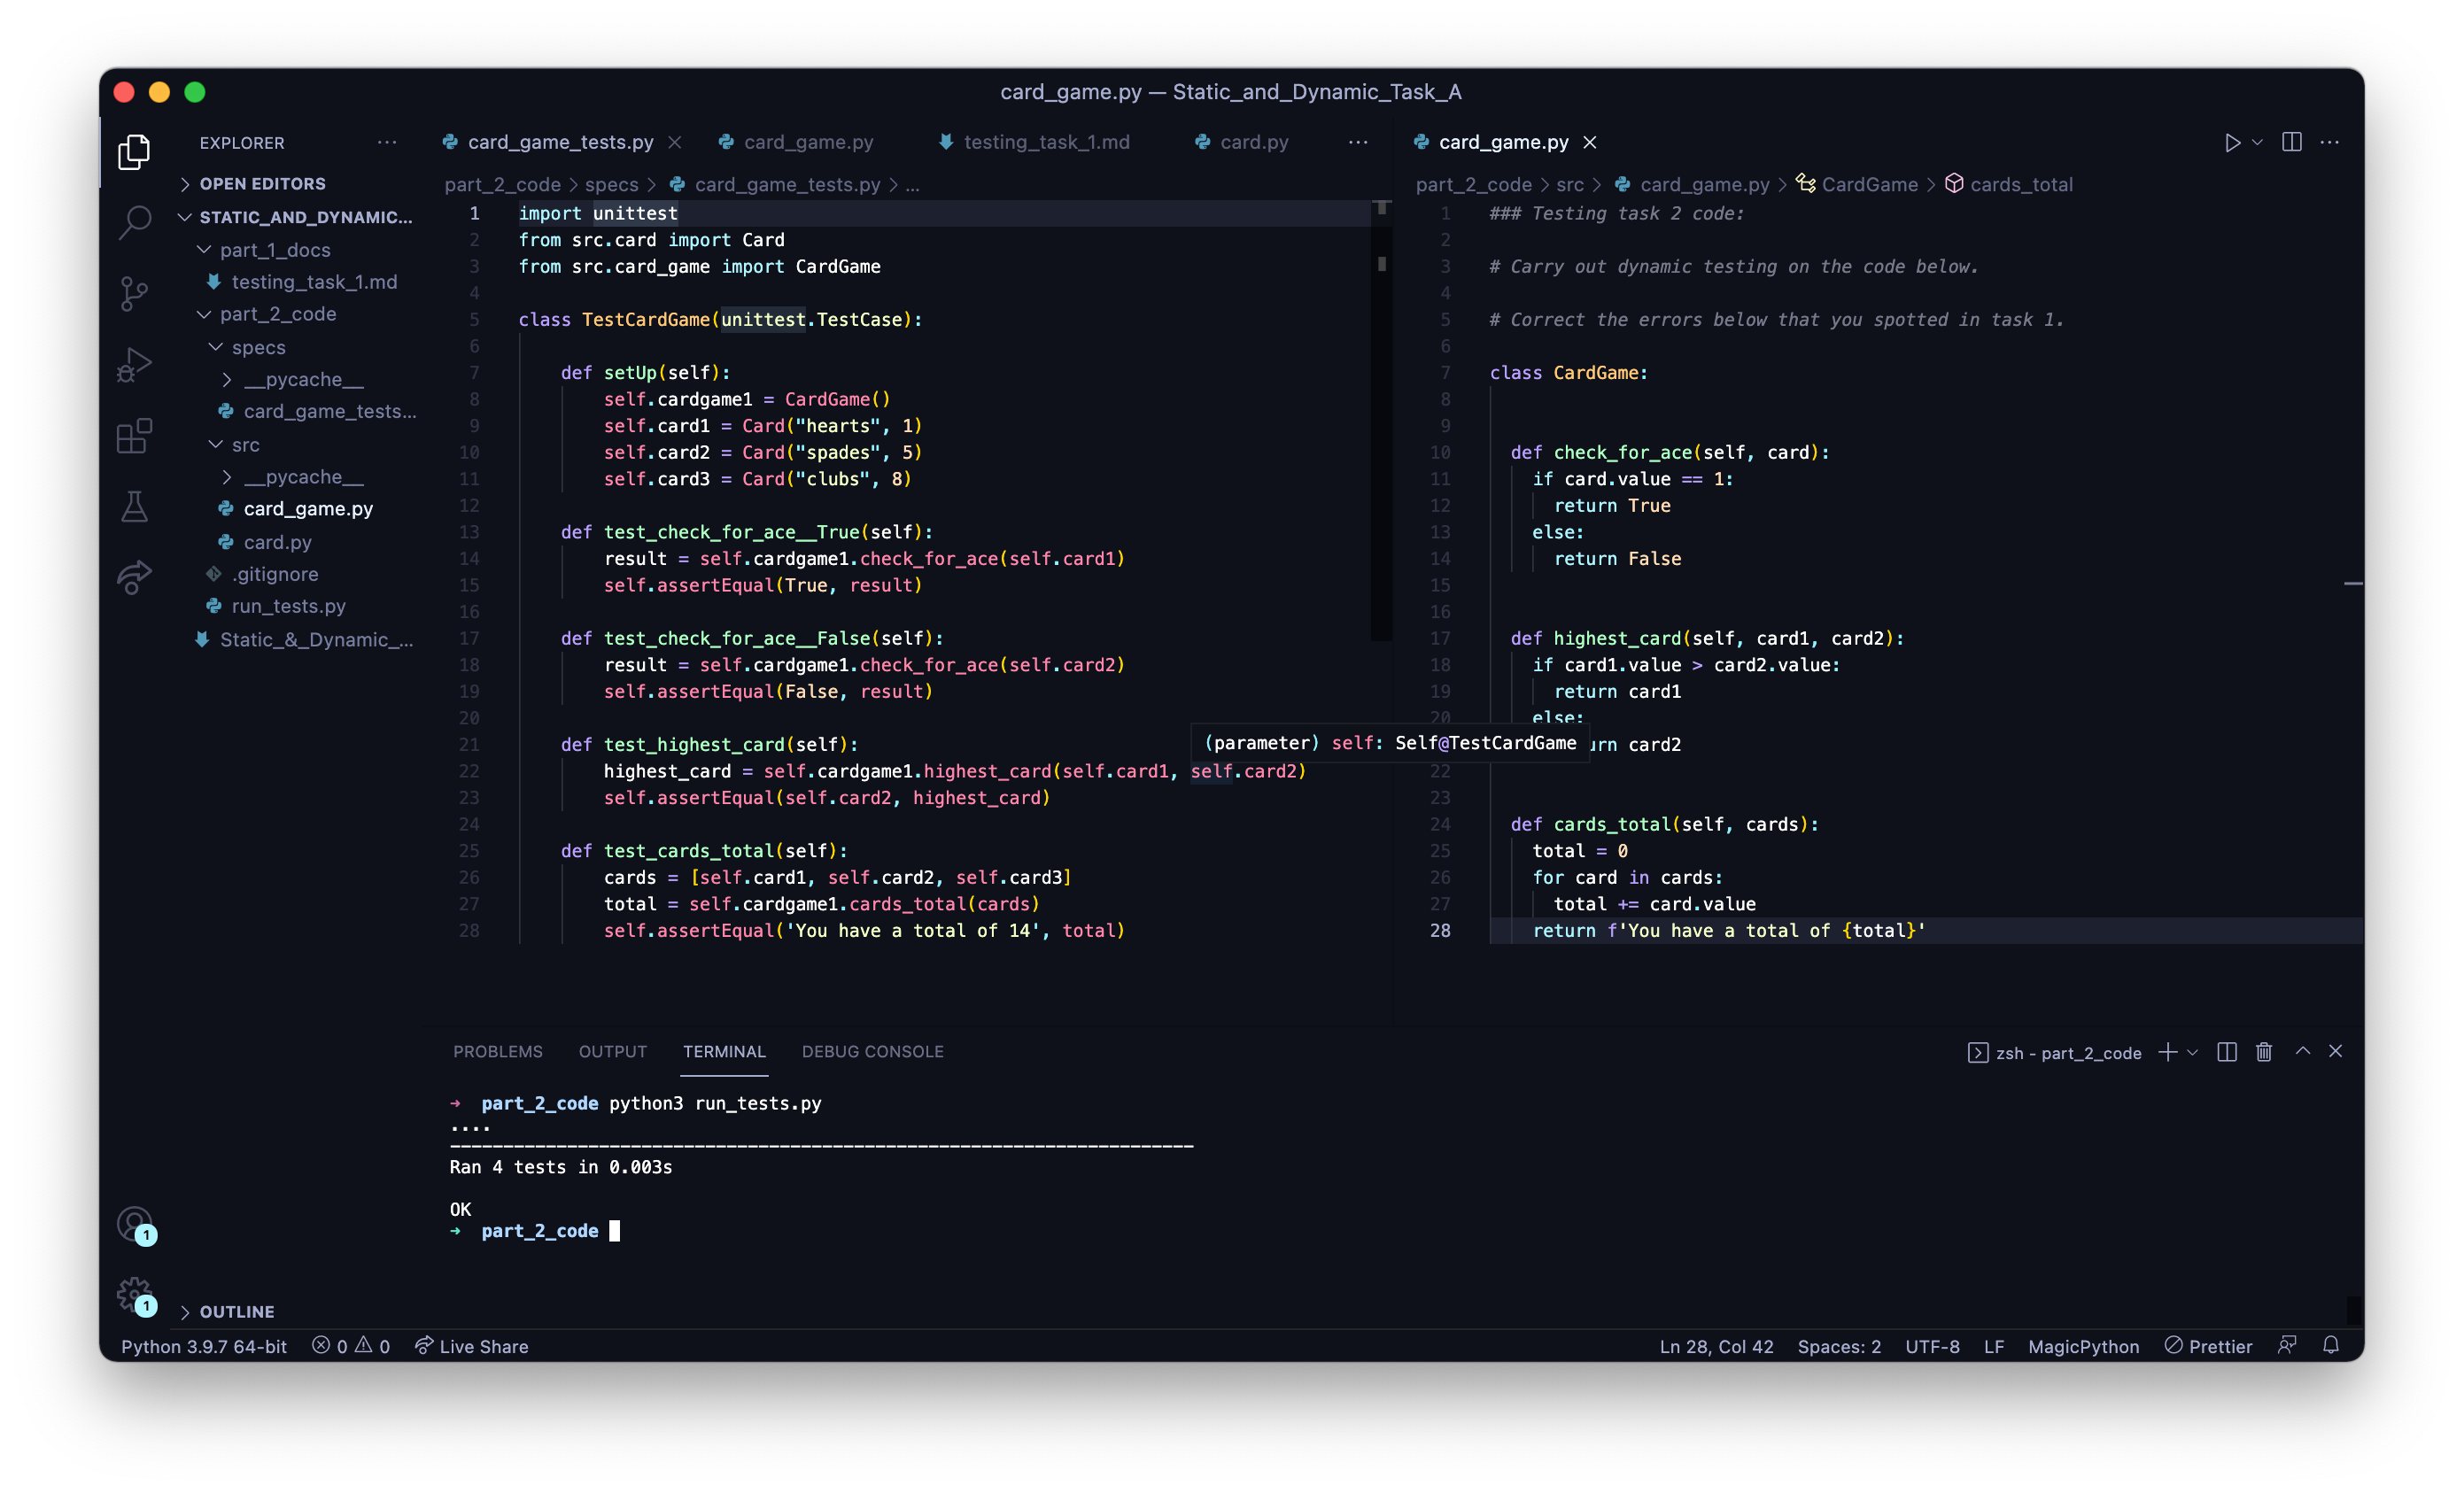 card_game.py — Static_and_Dynamic_Task_A
EXPLORER
OPEN EDITORS
STATIC_AND_DYNAMIC...
part_1_docs
testing_task_1.md
part_2_code
specs
__pycache__
card_game_tests...
src
__pycache__
card_game.py
card.py
.gitignore
run_tests.py
Static_&_Dynamic_...
OUTLINE
card_game_tests.py card_game.py testing_task_1.md card.py
part_2_code > specs > card_game_tests.py > ...
1 import unittest
2 from src.card import Card
3 from src.card_game import CardGame
4
5 class TestCardGame(unittest.TestCase):
6
7 def setUp(self):
8 self.cardgame1 = CardGame()
9 self.card1 = Card("hearts", 1)
10 self.card2 = Card("spades", 5)
11 self.card3 = Card("clubs", 8)
12
13 def test_check_for_ace__True(self):
14 result = self.cardgame1.check_for_ace(self.card1)
15 self.assertEqual(True, result)
16
17 def test_check_for_ace__False(self):
18 result = self.cardgame1.check_for_ace(self.card2)
19 self.assertEqual(False, result)
20
21 def test_highest_card(self):
22 highest_card = self.cardgame1.highest_card(self.card1, self.card2)
23 self.assertEqual(self.card2, highest_card)
24
25 def test_cards_total(self):
26 cards = [self.card1, self.card2, self.card3]
27 total = self.cardgame1.cards_total(cards)
28 self.assertEqual('You have a total of 14', total)
(parameter) self: Self@TestCardGame
card_game.py
part_2_code > src > card_game.py > CardGame > cards_total
1 ### Testing task 2 code:
2
3 # Carry out dynamic testing on the code below.
4
5 # Correct the errors below that you spotted in task 1.
6
7 class CardGame:
8
9
10 def check_for_ace(self, card):
11 if card.value == 1:
12 return True
13 else:
14 return False
15
16
17 def highest_card(self, card1, card2):
18 if card1.value > card2.value:
19 return card1
20 else:
urn card2
22
23
24 def cards_total(self, cards):
25 total = 0
26 for card in cards:
27 total += card.value
28 return f'You have a total of {total}'
PROBLEMS OUTPUT TERMINAL DEBUG CONSOLE
zsh - part_2_code
➜ part_2_code python3 run_tests.py
....
----------------------------------------------------------------------
Ran 4 tests in 0.003s
OK
➜ part_2_code
1
1
Python 3.9.7 64-bit 0 0 Live Share
Ln 28, Col 42 Spaces: 2 UTF-8 LF MagicPython Prettier